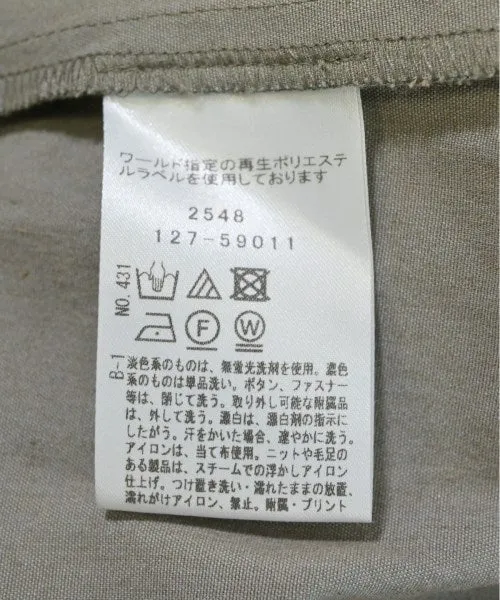 ワールド指定の再生ポリエステ
ルラベルを使用しております
2548
127-59011
NO.431
F
W
B-1
淡色系のものは、無蛍光洗剤を使用。濃色
系のものは単品洗い。ボタン、ファスナー
等は、閉じて洗う。取り外し可能な附属品
は、外して洗う。漂白は、漂白剤の指示に
したがう。汗をかいた場合、速やかに洗う。
アイロンは、当て布使用。ニットや毛足の
ある製品は、スチームでの浮かしアイロン
仕上げ。つけ置き洗い・濡れたままの放置、
濡れがけアイロン、禁止。附属・プリント